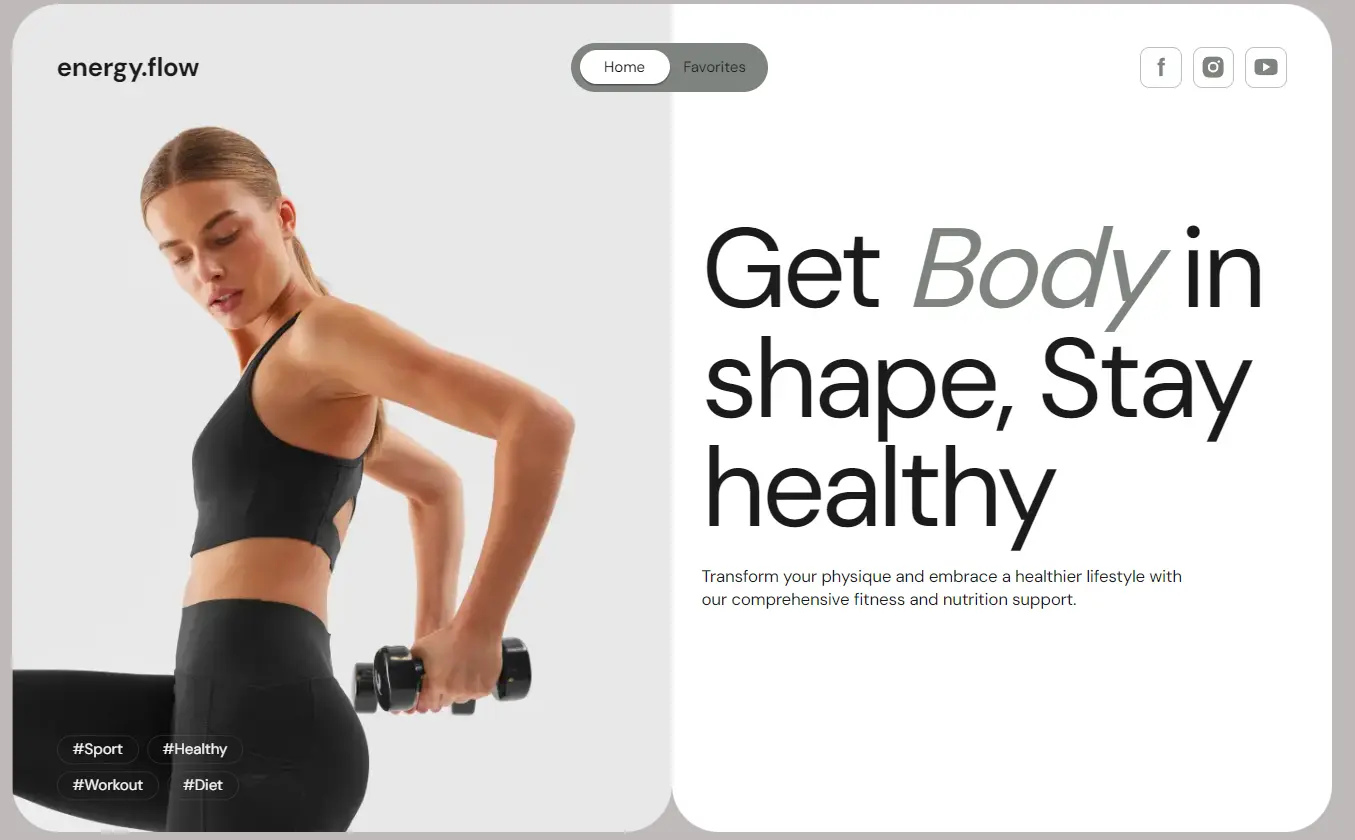 energy.flow
Home
Favorites
Get Body in
shape, Stay
healthy
Transform your physique and embrace a healthier lifestyle with
our comprehensive fitness and nutrition support.
#Sport
#Healthy
#Workout
#Diet